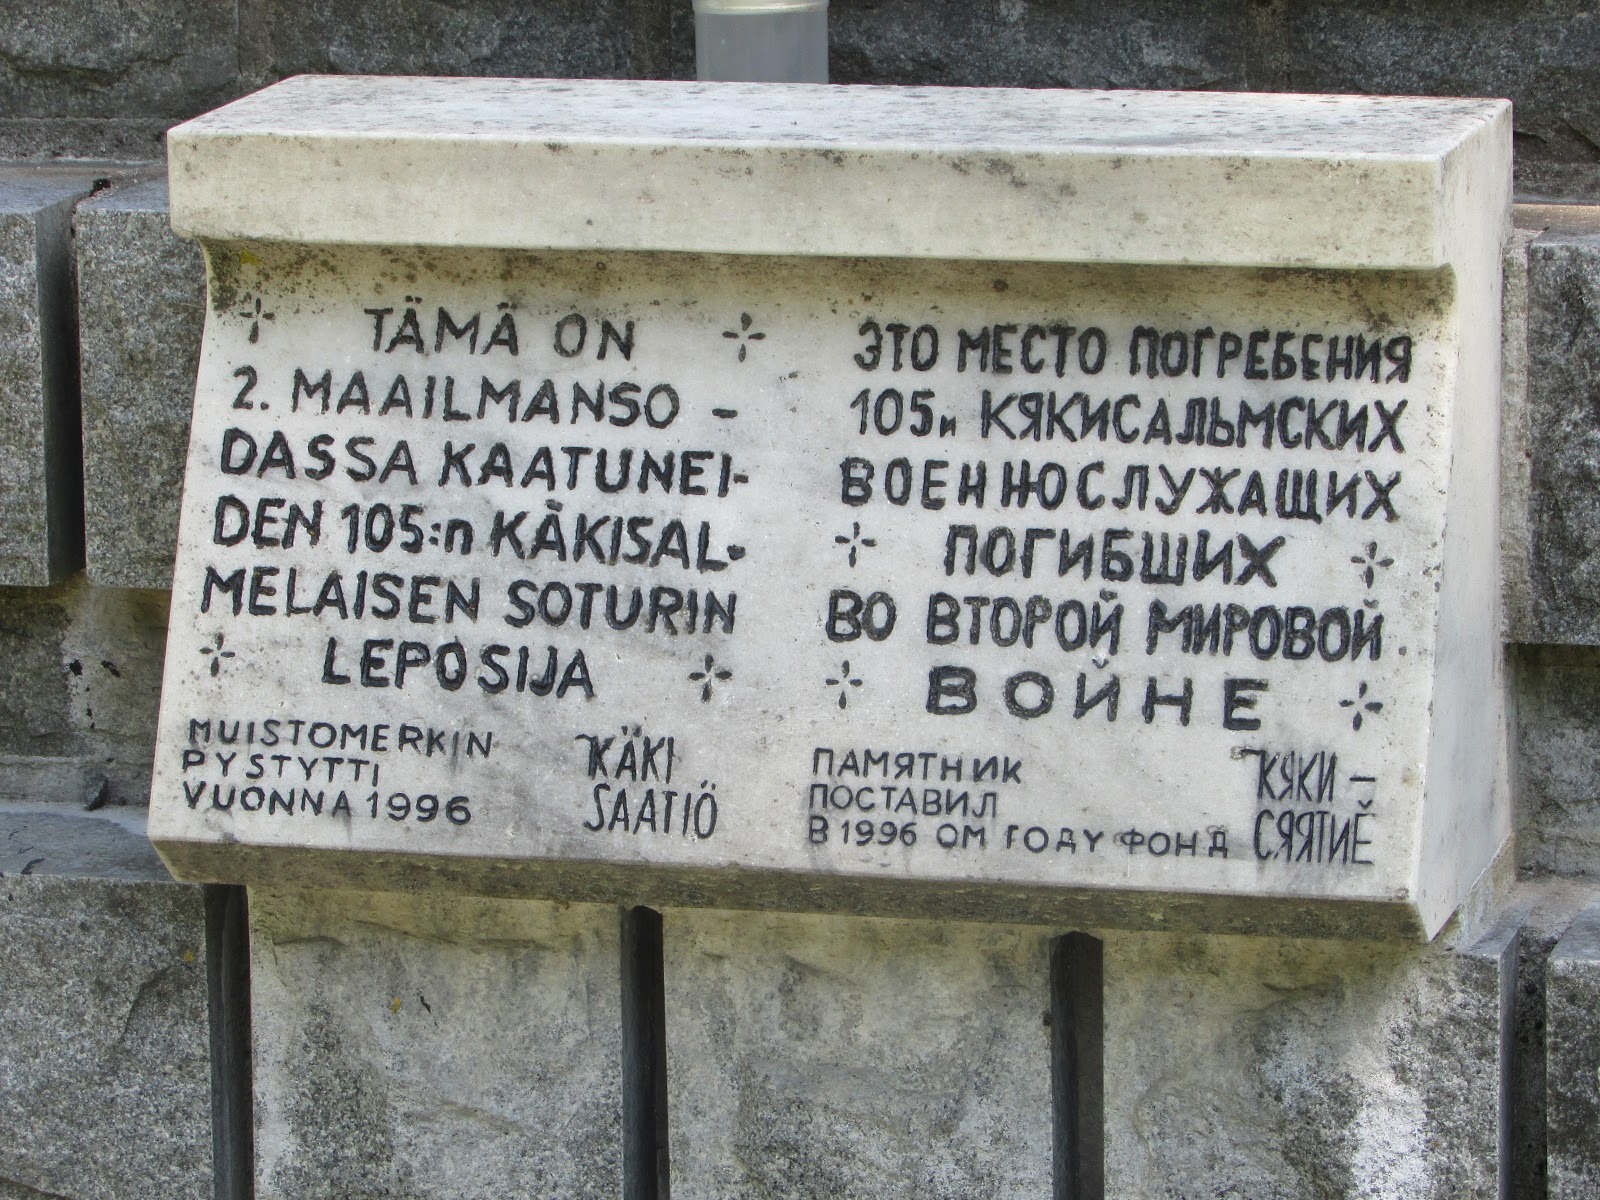 TÄMÄ ON
2. MAAILMANSO -
DASSA KAATUNEI-
DEN 105:n KÄKISAL-
MELAISEN SOTURIN
LEPOSIJA
MUISTOMERKIN
PYSTYTTI
VUONNA 1996
KÄKI
SAATIÖ
ЭТО МЕСТО ПОГРЕБЕНИЯ
105и КЯКИСАЛЬМСКИХ
ВОЕННОСЛУЖАЩИХ
ПОГИБШИХ
ВО ВТОРОЙ МИРОВОЙ
ВОЙНЕ
ПАМЯТНИК
ПОСТАВИЛ
В 1996 ОМ ГОДУ ФОНД
КЯКИ -
СЯЯТИЁ